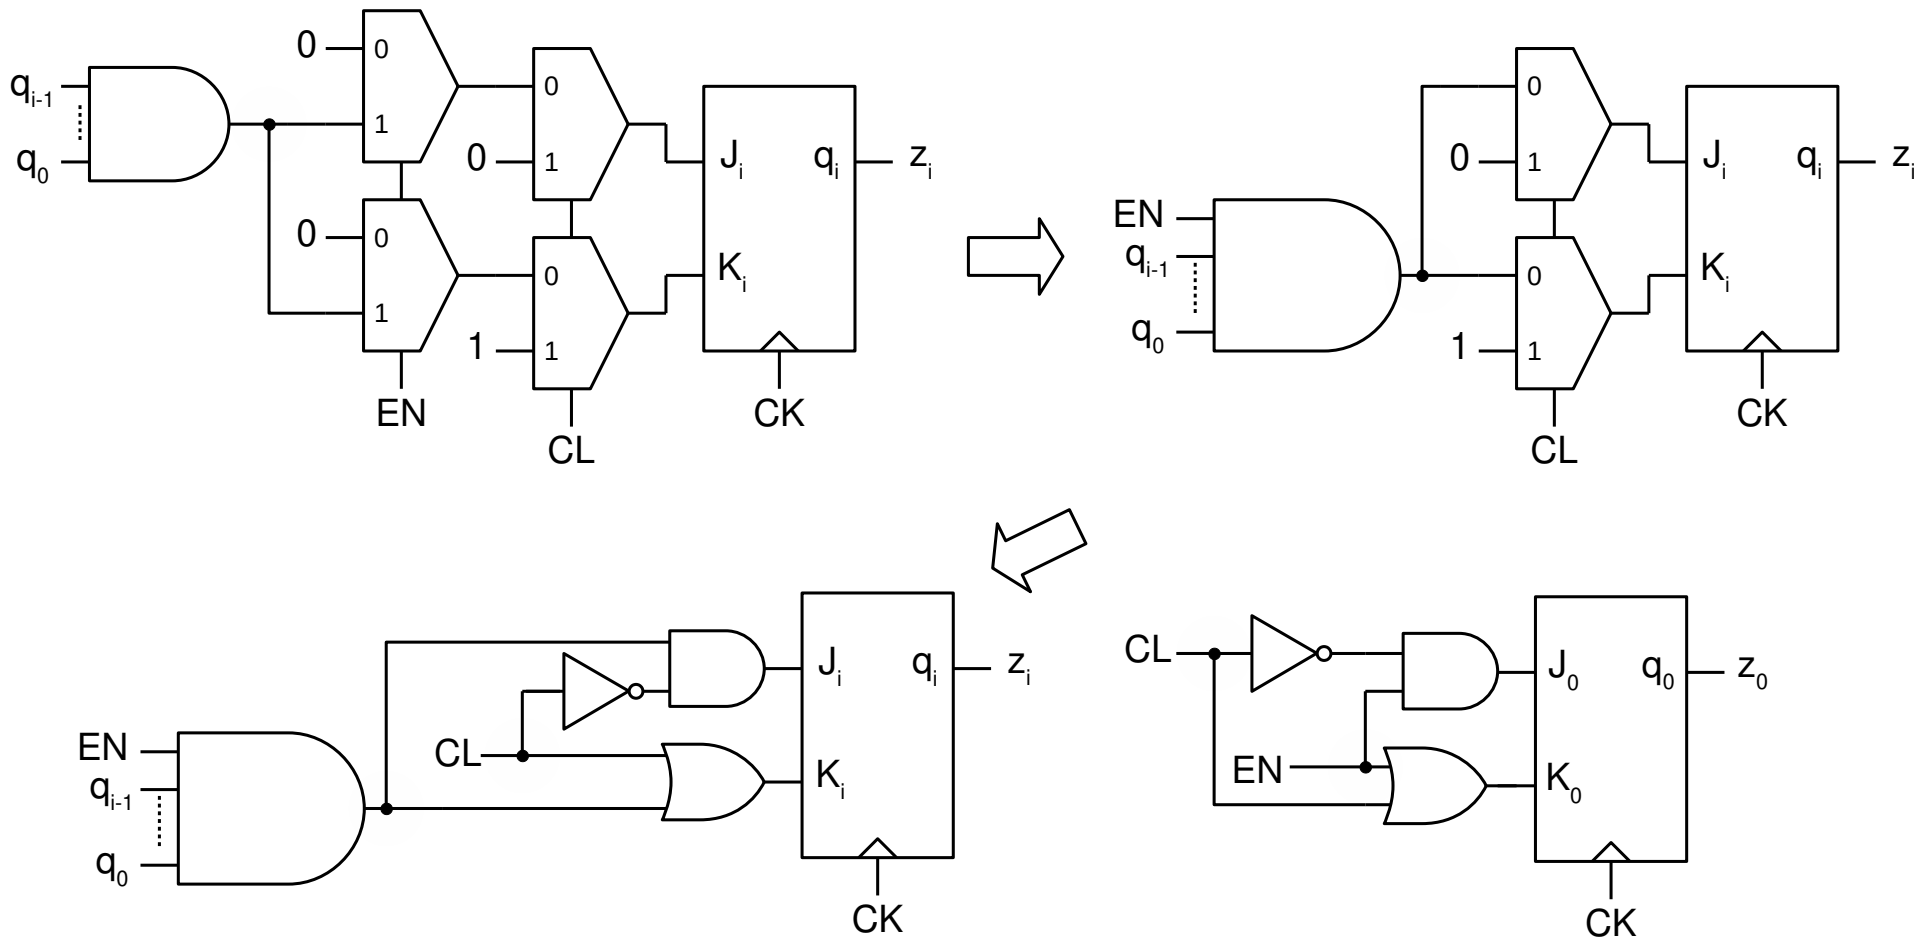 0 0
q_{i-1} 1 0
q_0 0 1 J_i q_i z_i
0 0
1 0 K_i
1 1
EN CK
CL
0
0 1 J_i q_i z_i
EN
q_{i-1} 0 K_i
q_0 1 1
CK
CL
J_i q_i z_i
CL
EN K_i
q_{i-1}
q_0
CK
CL J_0 q_0 z_0
EN K_0
CK